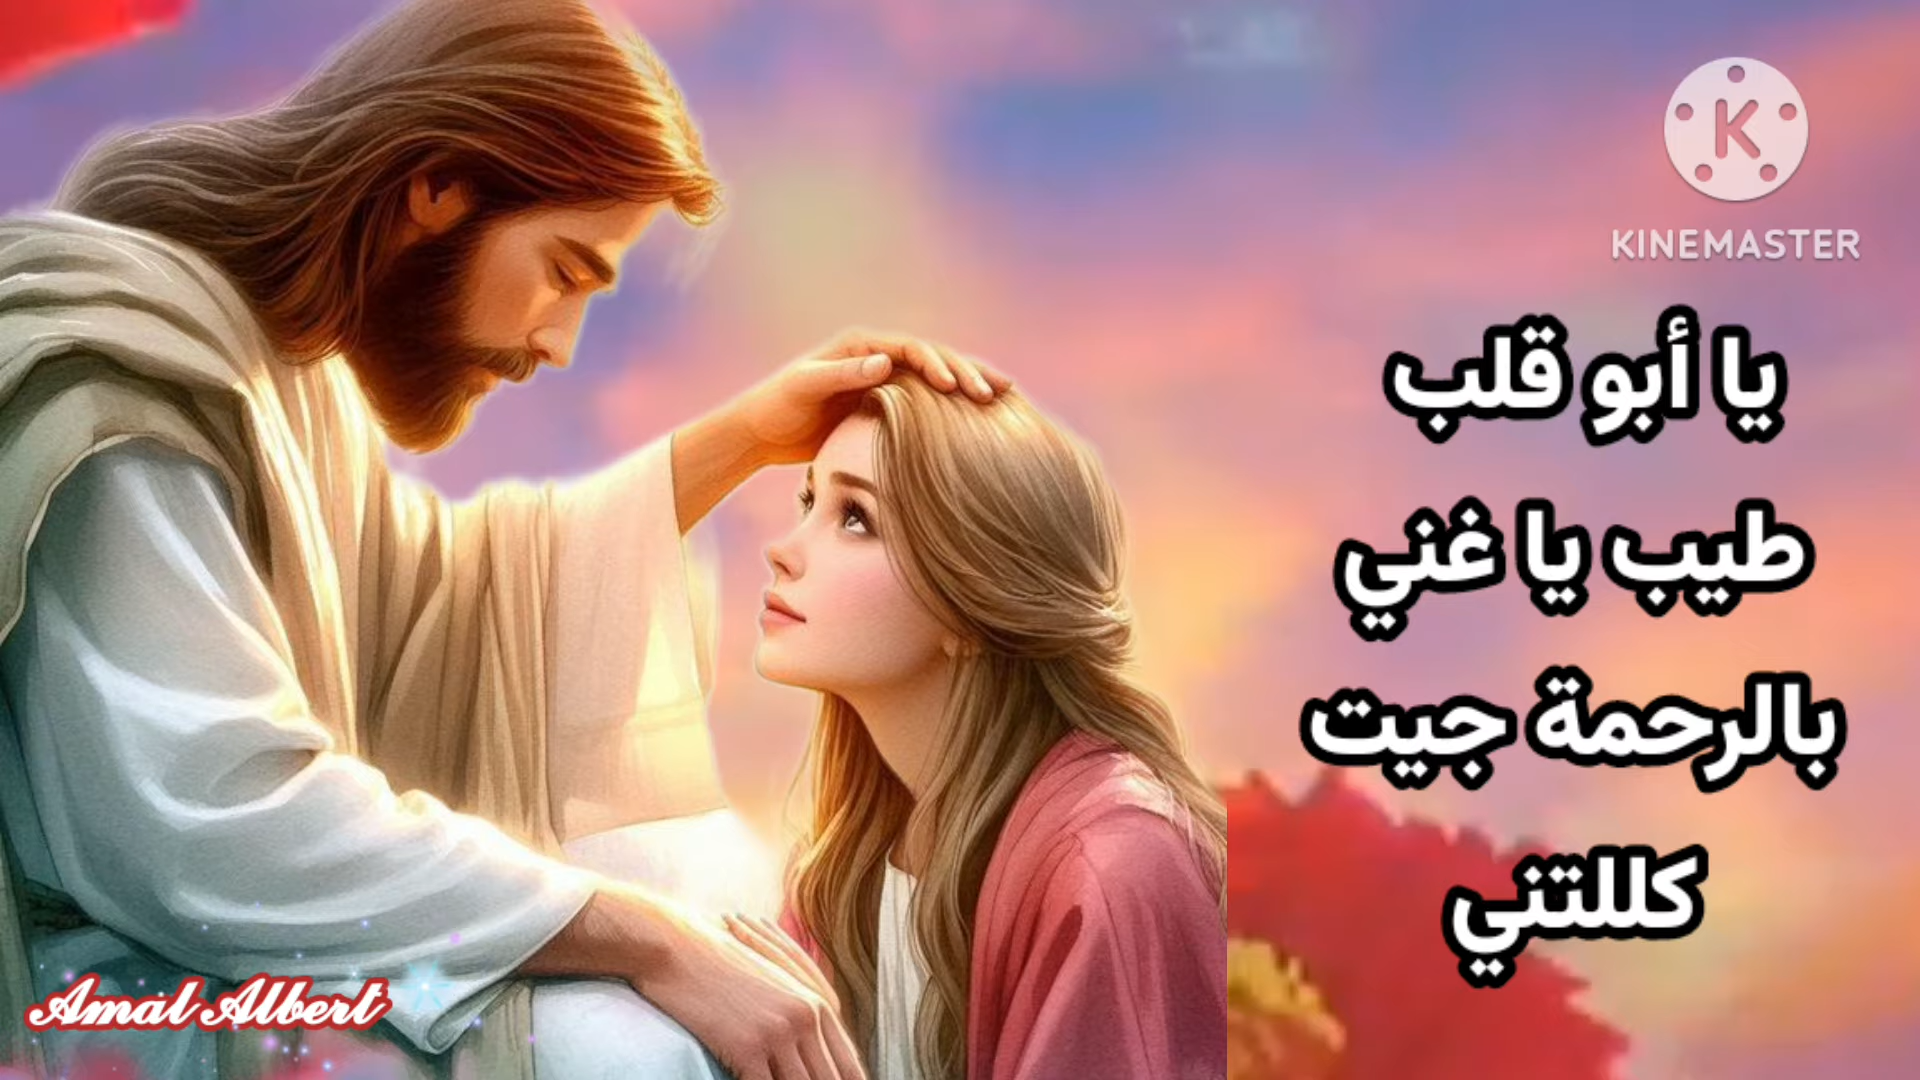 KINEMASTER
يا أبو قلب
طيب يا غني
بالرحمة جيت
كللتني
Amal Albert